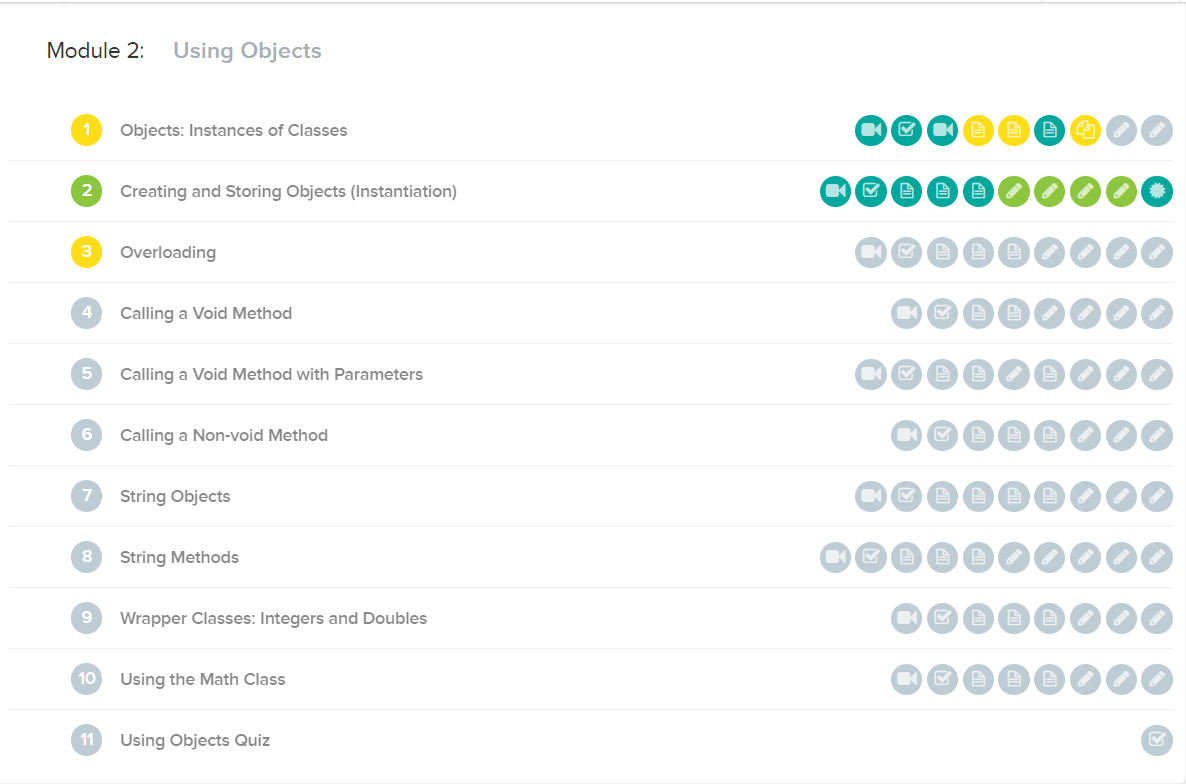 Module 2: Using Objects
1 Objects: Instances of Classes
2 Creating and Storing Objects (Instantiation)
3 Overloading
4 Calling a Void Method
5 Calling a Void Method with Parameters
6 Calling a Non-void Method
7 String Objects
8 String Methods
9 Wrapper Classes: Integers and Doubles
10 Using the Math Class
11 Using Objects Quiz